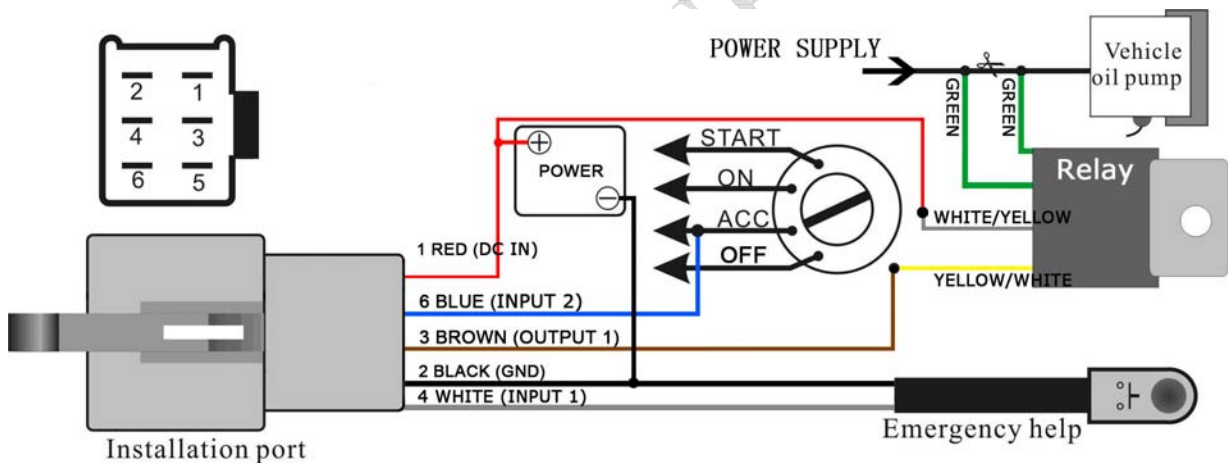 2 1
4 3
6 5
POWER SUPPLY
Vehicle
oil pump
GREEN
GREEN
Relay
WHITE/YELLOW
YELLOW/WHITE
+
POWER
−
START
ON
ACC
OFF
1 RED (DC IN)
6 BLUE (INPUT 2)
3 BROWN (OUTPUT 1)
2 BLACK (GND)
4 WHITE (INPUT 1)
Installation port
Emergency help